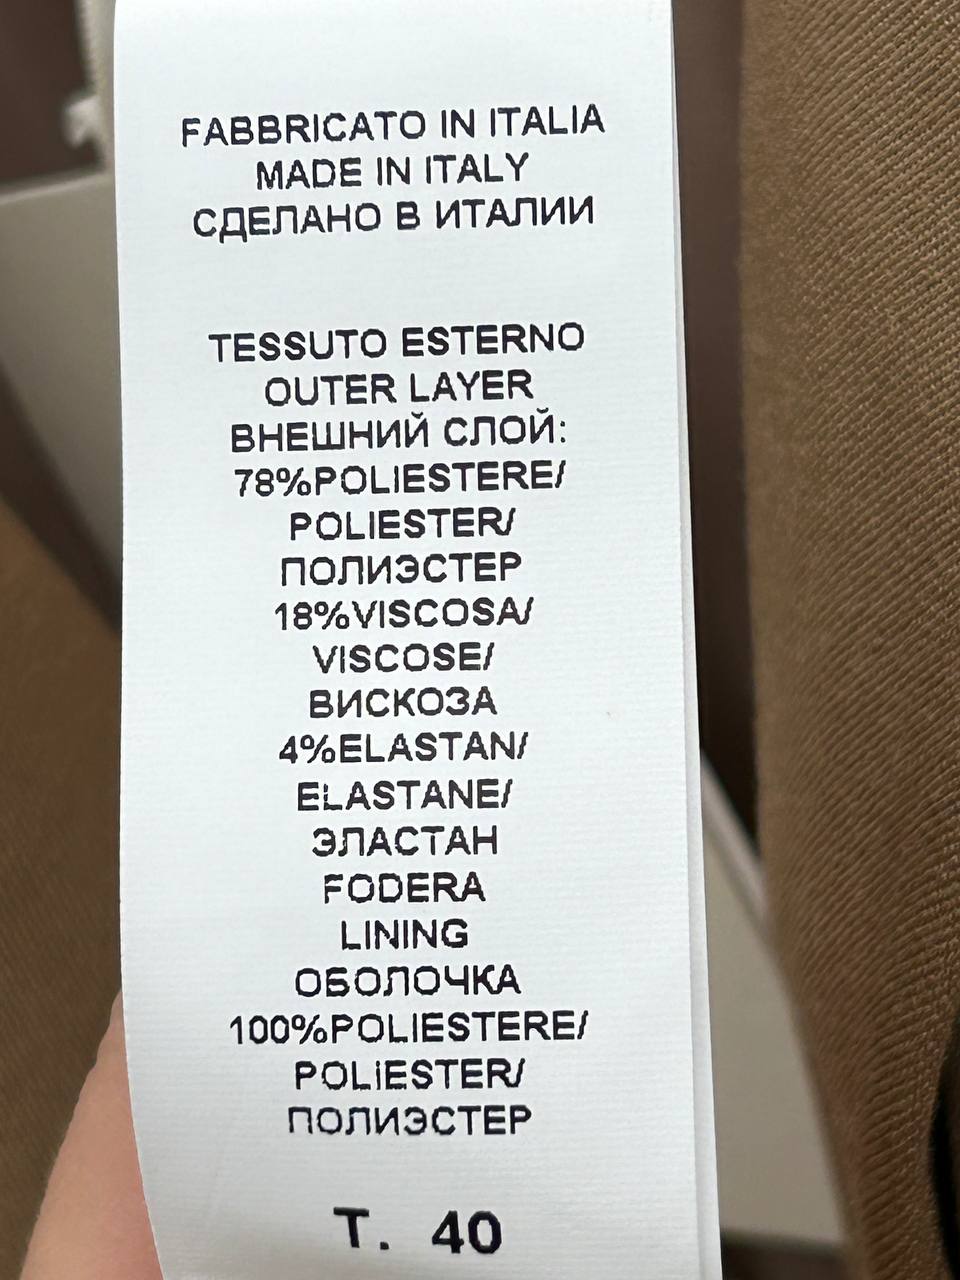 FABBRICATO IN ITALIA
MADE IN ITALY
СДЕЛАНО В ИТАЛИИ
TESSUTO ESTERNO
OUTER LAYER
ВНЕШНИЙ СЛОЙ:
78%POLIESTERE/
POLIESTER/
ПОЛИЭСТЕР
18%VISCOSA/
VISCOSE/
ВИСКОЗА
4%ELASTAN/
ELASTANE/
ЭЛАСТАН
FODERA
LINING
ОБОЛОЧКА
100%POLIESTERE/
POLIESTER/
ПОЛИЭСТЕР
T. 40